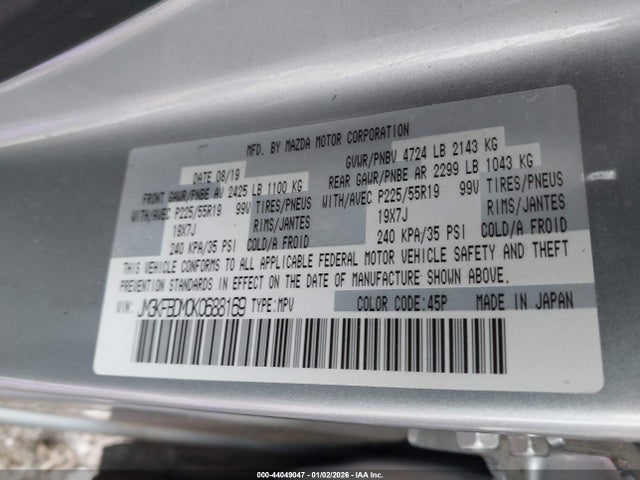 MFD. BY MAZDA MOTOR CORPORATION
DATE 08/19 GVWR/PNBV 4724 LB 2143 KG
FRONT GAWR/PNBE AV 2425 LB 1100 KG REAR GAWR/PNBE AR 2299 LB 1043 KG
WITH/AVEC P225/55R19 99V TIRES/PNEUS WITH/AVEC P225/55R19 99V TIRES/PNEUS
19X7J RIMS/JANTES 19X7J RIMS/JANTES
240 KPA/35 PSI COLD/A FROID 240 KPA/35 PSI COLD/A FROID
THIS VEHICLE CONFORMS TO ALL APPLICABLE FEDERAL MOTOR VEHICLE SAFETY AND THEFT
PREVENTION STANDARDS IN EFFECT ON THE DATE OF MANUFACTURE SHOWN ABOVE.
VIN: JM3KFBDM0K0688169 TYPE:MPV COLOR CODE:45P MADE IN JAPAN
000-44049047 - 01/02/2026 - IAA Inc.